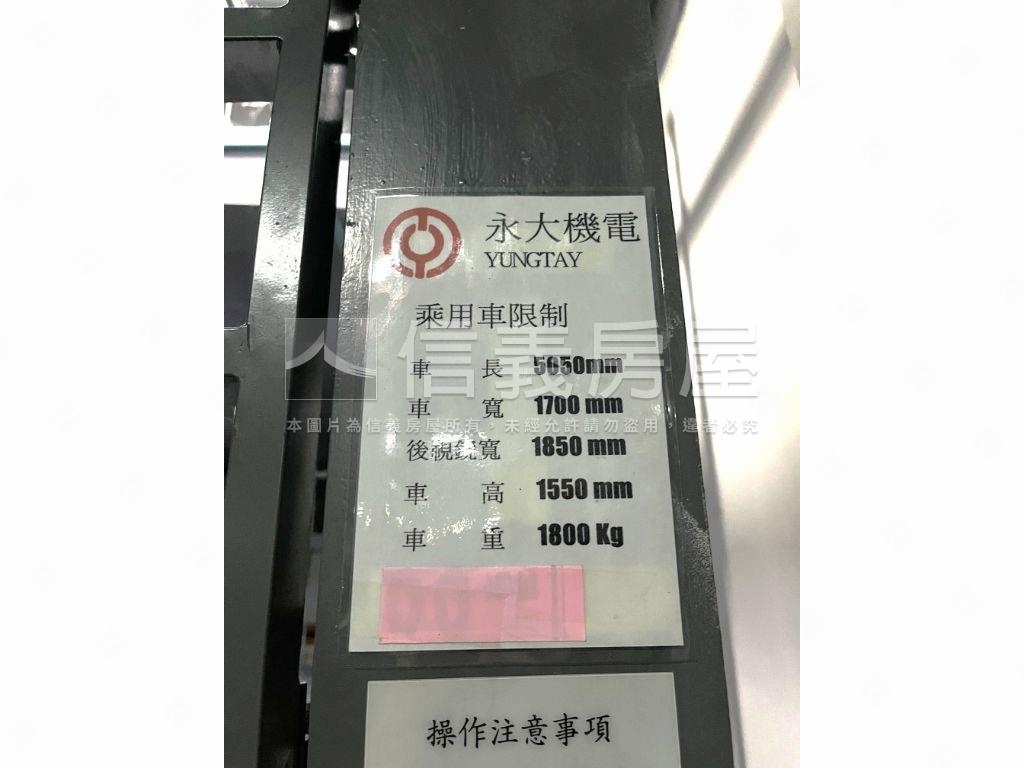 永大機電
YUNGTAY
乘用車限制
車 長 5050mm
車 寬 1700 mm
後視鏡寬 1850 mm
車 高 1550 mm
車 重 1800 Kg
操作注意事項
信義房屋
本圖片為信義房屋所有，未經允許請勿盜用，違者必究